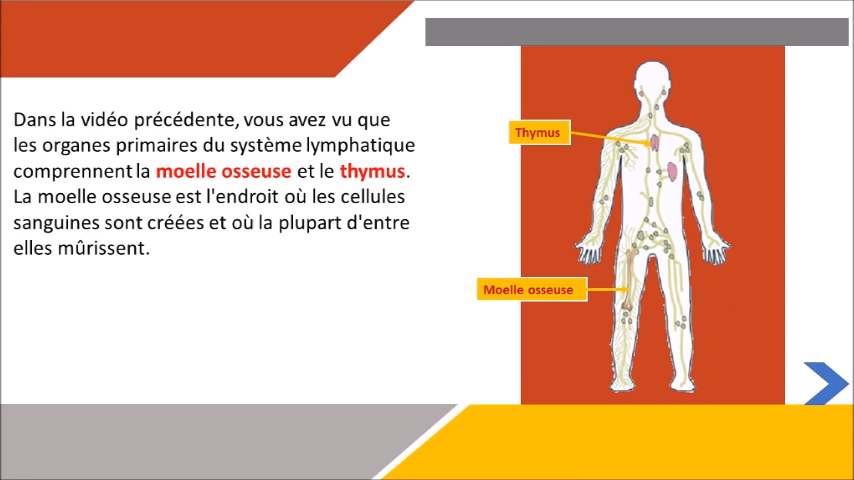 Dans la vidéo précédente, vous avez vu que
les organes primaires du système lymphatique
comprennent la moelle osseuse et le thymus.
La moelle osseuse est l'endroit où les cellules
sanguines sont créées et où la plupart d'entre
elles mûrissent.
Thymus
Moelle osseuse